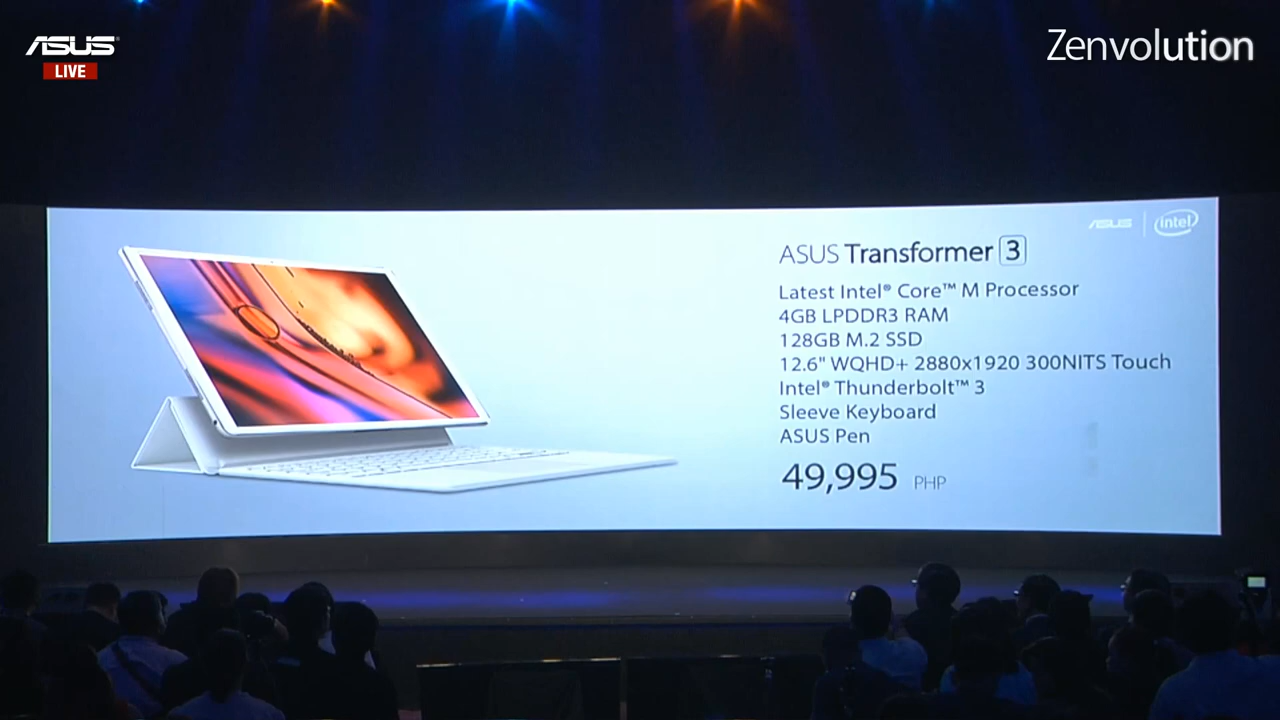 ASUS
LIVE
Zenvolution
ASUS | intel
ASUS Transformer 3
Latest Intel® Core™ M Processor
4GB LPDDR3 RAM
128GB M.2 SSD
12.6" WQHD+ 2880x1920 300NITS Touch
Intel® Thunderbolt™ 3
Sleeve Keyboard
ASUS Pen
49,995 PHP